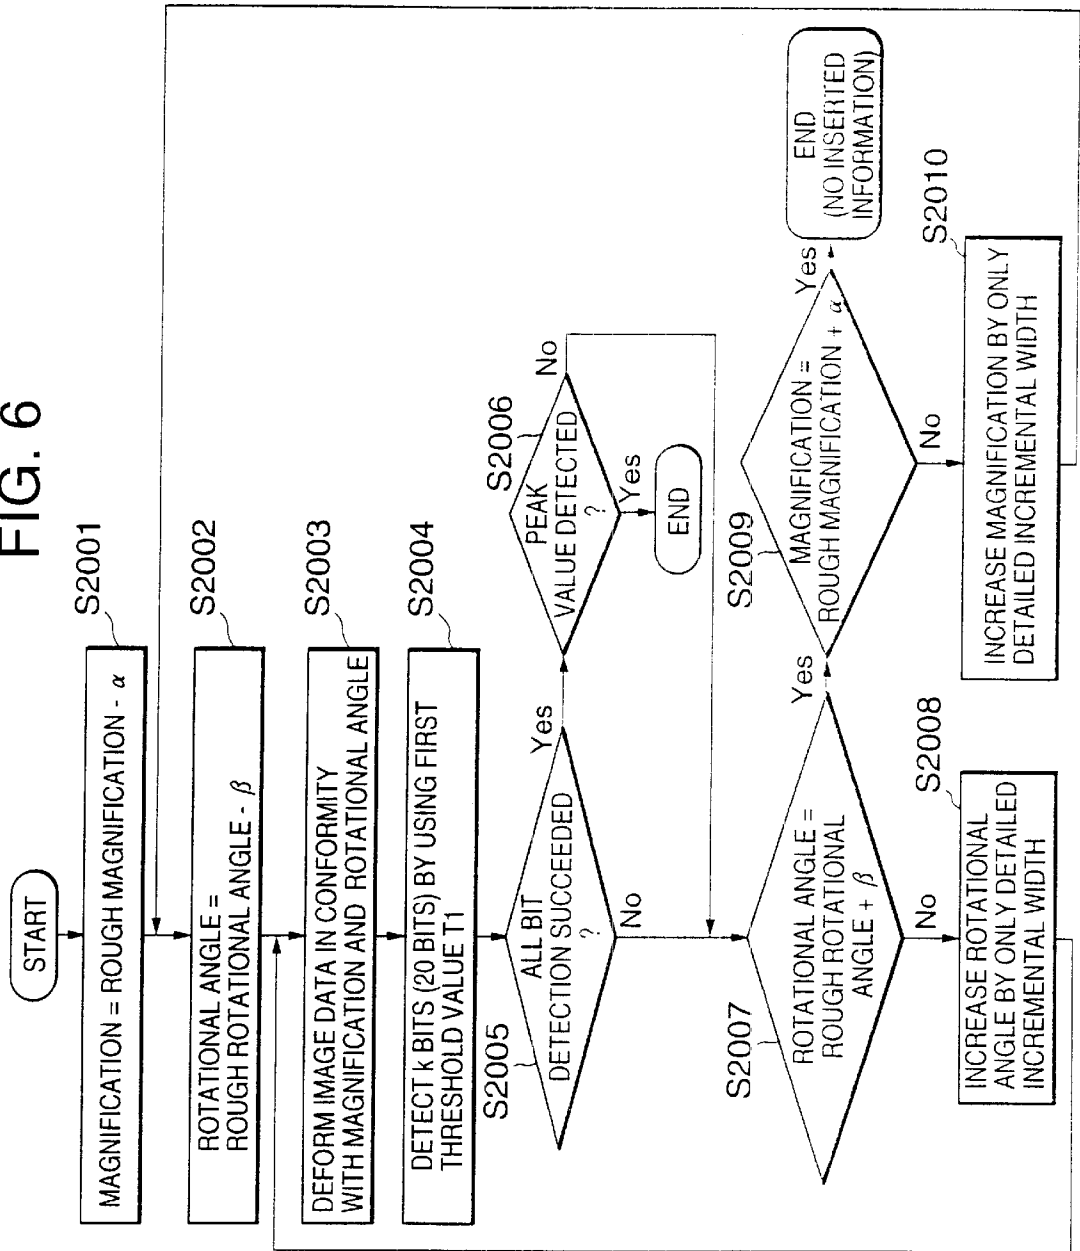 FIG. 6
START
S2001
MAGNIFICATION = ROUGH MAGNIFICATION - α
S2002
ROTATIONAL ANGLE =
ROUGH ROTATIONAL ANGLE - β
S2003
DEFORM IMAGE DATA IN CONFORMITY
WITH MAGNIFICATION AND ROTATIONAL ANGLE
S2004
DETECT k BITS (20 BITS) BY USING FIRST
THRESHOLD VALUE T1
S2005
ALL BIT
DETECTION SUCCEEDED
?
Yes
No
S2006
PEAK
VALUE DETECTED
?
No
Yes
END
S2007
ROTATIONAL ANGLE =
ROUGH ROTATIONAL
ANGLE + β
Yes
No
S2008
INCREASE ROTATIONAL
ANGLE BY ONLY DETAILED
INCREMENTAL WIDTH
S2009
MAGNIFICATION =
ROUGH MAGNIFICATION + α
Yes
No
END
(NO INSERTED
INFORMATION)
S2010
INCREASE MAGNIFICATION BY ONLY
DETAILED INCREMENTAL WIDTH